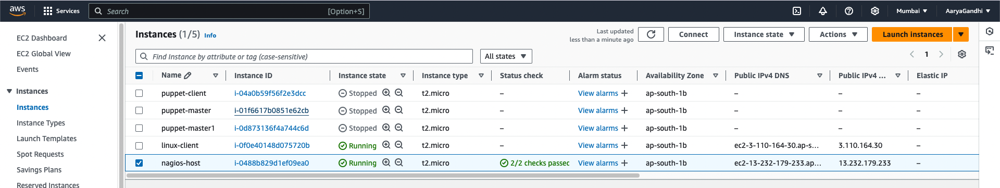 aws Services Search [Option+S] Mumbai AaryaGandhi
EC2 Dashboard
EC2 Global View
Events
Instances
Instances
Instance Types
Launch Templates
Spot Requests
Savings Plans
Reserved Instances
Instances (1/5) Info
Last updated
less than a minute ago
Connect Instance state Actions Launch instances
Find Instance by attribute or tag (case-sensitive) All states 1
Name Instance ID Instance state Instance type Status check Alarm status Availability Zone Public IPv4 DNS Public IPv4 ... Elastic IP
puppet-client i-04a0b59f56f2e3dcc Stopped t2.micro – View alarms + ap-south-1b – – –
puppet-master i-01f6617b0851e62cb Stopped t2.micro – View alarms + ap-south-1b – – –
puppet-master1 i-0d873136f4a744c6d Stopped t2.micro – View alarms + ap-south-1b – – –
linux-client i-0f0e40148d075720b Running t2.micro – View alarms + ap-south-1b ec2-3-110-164-30.ap-s... 3.110.164.30 –
nagios-host i-0488b829d1ef09ea0 Running t2.micro 2/2 checks passed View alarms + ap-south-1b ec2-13-232-179-233.ap... 13.232.179.233 –